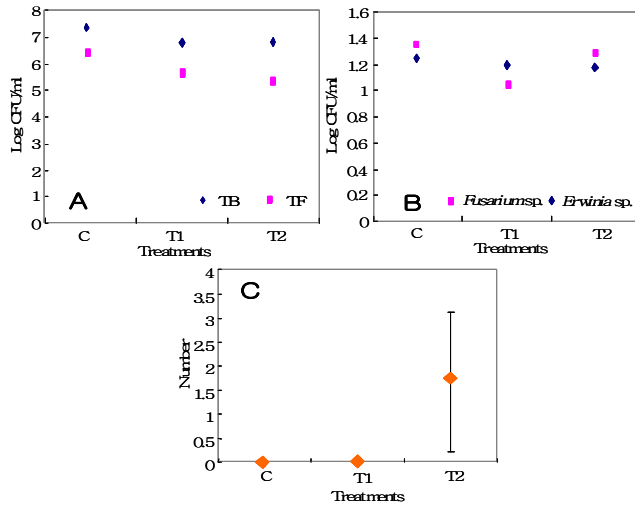 8
7
6
5
4
3
2
1
0
Log CFU/ml
A
TB
TF
C
T1
T2
Treatments
1.6
1.4
1.2
1
0.8
0.6
0.4
0.2
0
Log CFU/ml
B
Fusarium sp.
Erwinia sp.
C
T1
T2
Treatments
4
3.5
3
2.5
2
1.5
1
0.5
0
Number
C
C
T1
T2
Treatments